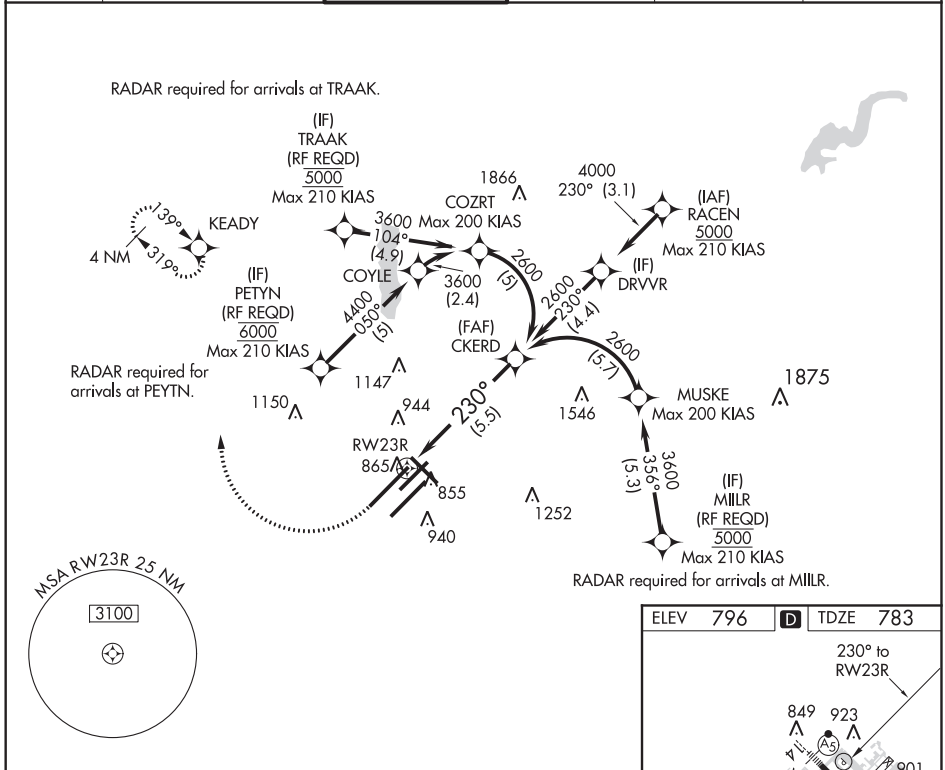 RADAR required for arrivals at TRAAK.
(IF)
TRAAK
(RF REQD)
5000
Max 210 KIAS
139°
319°
4 NM
KEADY
3600
104°
(4.9)
COYLE
3600
(2.4)
1866
COZRT
Max 200 KIAS
2600
(5)
4000
230° (3.1)
(IAF)
RACEN
5000
Max 210 KIAS
(IF)
DRVVR
2600
230°
(4.4)
(IF)
PETYN
(RF REQD)
6000
Max 210 KIAS
4400
050°
(5)
(FAF)
CKERD
2600
(5.7)
RADAR required for
arrivals at PEYTN.
1147
1150
944
230°
(5.5)
1546
MUSKE
Max 200 KIAS
1875
RW23R
865
855
940
1252
3600
356°
(5.3)
(IF)
MIILR
(RF REQD)
5000
Max 210 KIAS
RADAR required for arrivals at MIILR.
MSA RW23R 25 NM
3100
ELEV 796 D TDZE 783
230° to
RW23R
849 923
A5
P
901